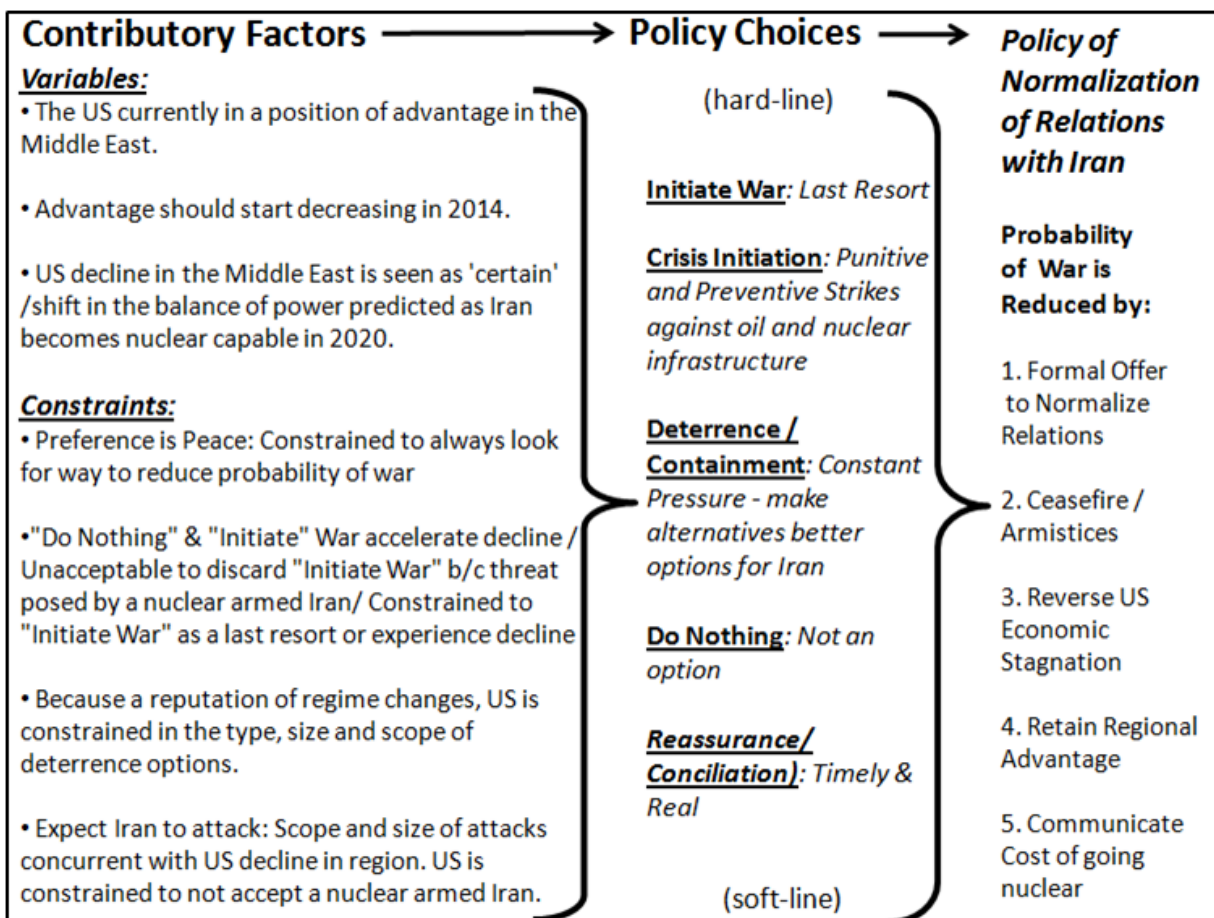 Contributory Factors
Variables:
• The US currently in a position of advantage in the
Middle East.
• Advantage should start decreasing in 2014.
• US decline in the Middle East is seen as 'certain'
/shift in the balance of power predicted as Iran
becomes nuclear capable in 2020.
Constraints:
• Preference is Peace: Constrained to always look
for way to reduce probability of war
•"Do Nothing" & "Initiate" War accelerate decline /
Unacceptable to discard "Initiate War" b/c threat
posed by a nuclear armed Iran/ Constrained to
"Initiate War" as a last resort or experience decline
• Because a reputation of regime changes, US is
constrained in the type, size and scope of
deterrence options.
• Expect Iran to attack: Scope and size of attacks
concurrent with US decline in region. US is
constrained to not accept a nuclear armed Iran.
Policy Choices
(hard-line)
Initiate War: Last Resort
Crisis Initiation: Punitive
and Preventive Strikes
against oil and nuclear
infrastructure
Deterrence /
Containment: Constant
Pressure - make
alternatives better
options for Iran
Do Nothing: Not an
option
Reassurance/
Conciliation): Timely &
Real
(soft-line)
Policy of
Normalization
of Relations
with Iran
Probability
of War is
Reduced by:
1. Formal Offer
to Normalize
Relations
2. Ceasefire /
Armistices
3. Reverse US
Economic
Stagnation
4. Retain Regional
Advantage
5. Communicate
Cost of going
nuclear